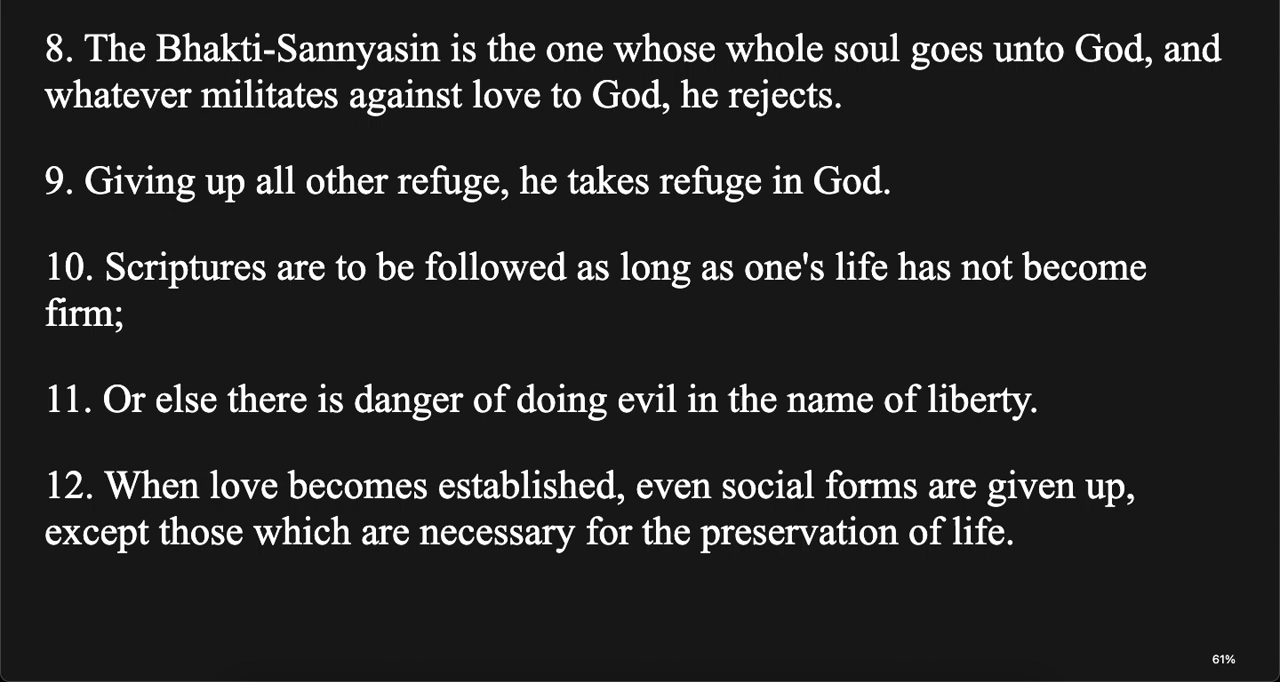 8. The Bhakti-Sannyasin is the one whose whole soul goes unto God, and
whatever militates against love to God, he rejects.
9. Giving up all other refuge, he takes refuge in God.
10. Scriptures are to be followed as long as one's life has not become
firm;
11. Or else there is danger of doing evil in the name of liberty.
12. When love becomes established, even social forms are given up,
except those which are necessary for the preservation of life.
61%